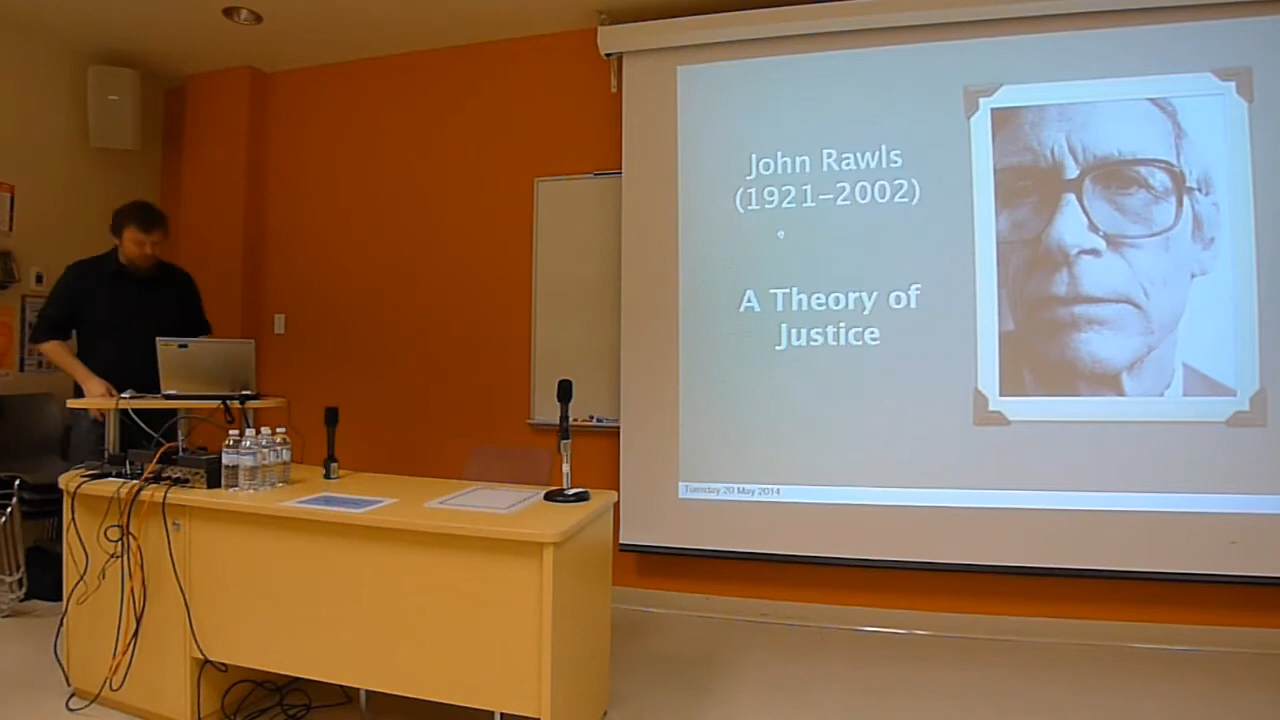 John Rawls
(1921–2002)
A Theory of
Justice
Tuesday 20 May 2014